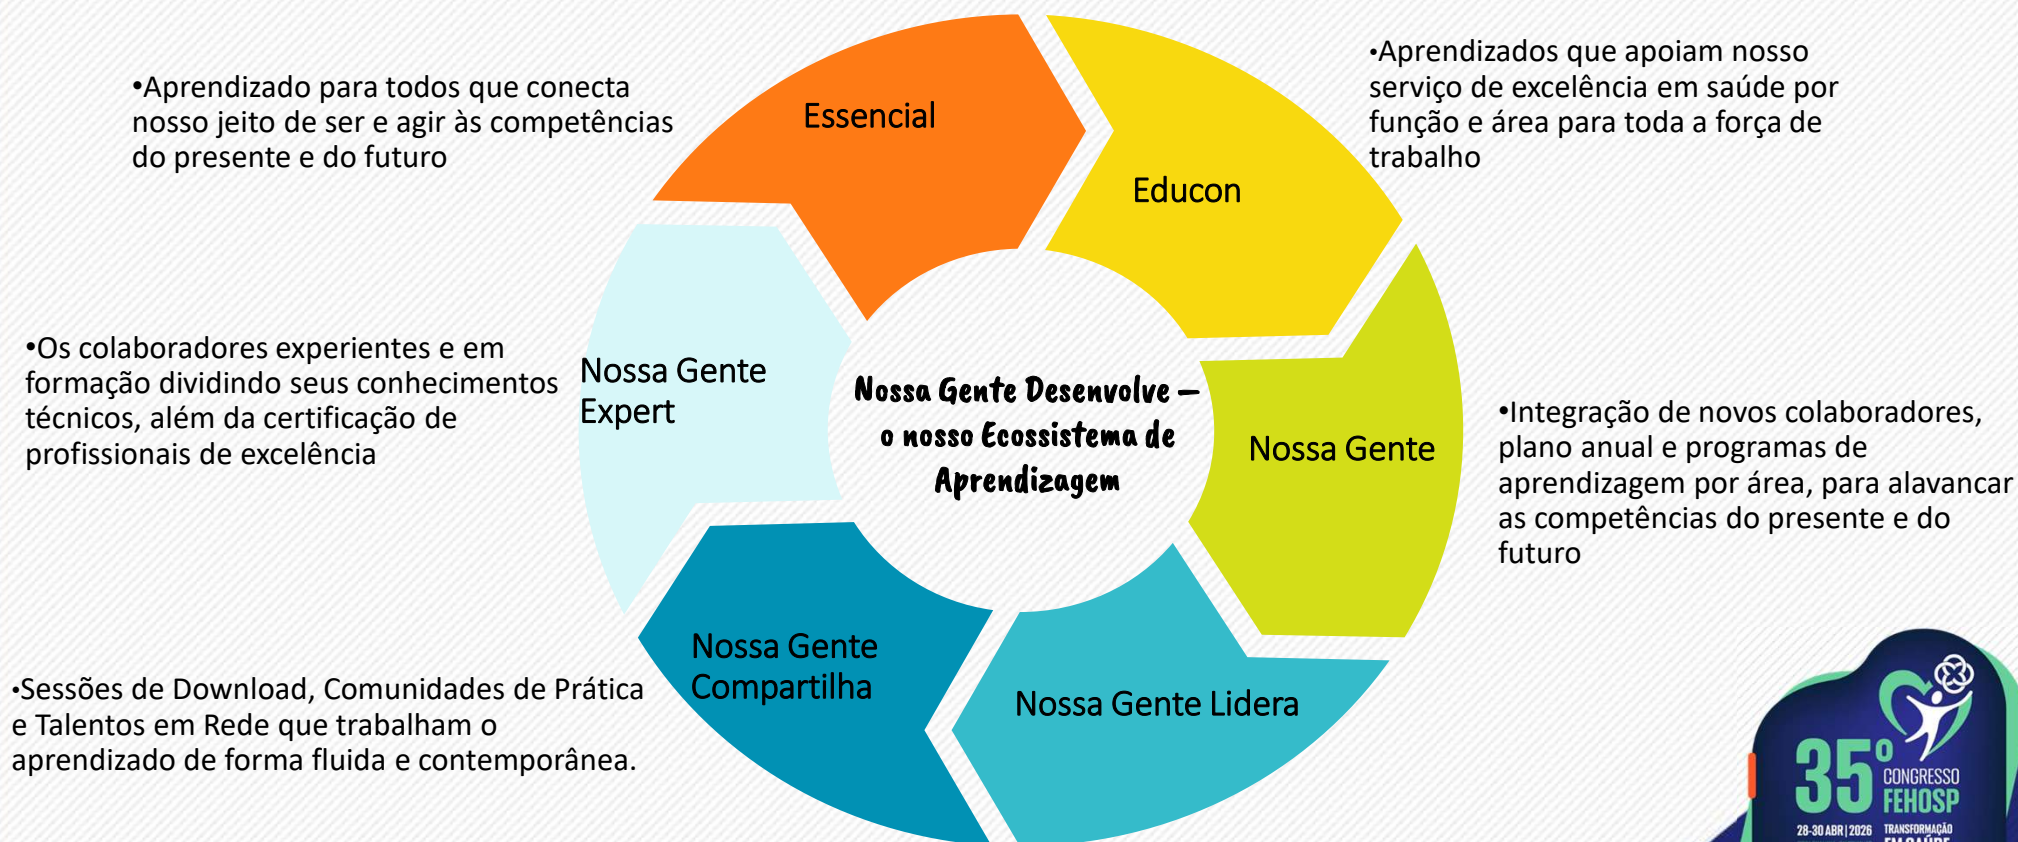 •Aprendizado para todos que conecta
nosso jeito de ser e agir às competências
do presente e do futuro
Essencial
•Aprendizados que apoiam nosso
serviço de excelência em saúde por
função e área para toda a força de
trabalho
Educon
•Os colaboradores experientes e em
formação dividindo seus conhecimentos
técnicos, além da certificação de
profissionais de excelência
Nossa Gente
Expert
Nossa Gente Desenvolve –
o nosso Ecossistema de
Aprendizagem
Nossa Gente
•Integração de novos colaboradores,
plano anual e programas de
aprendizagem por área, para alavancar
as competências do presente e do
futuro
•Sessões de Download, Comunidades de Prática
e Talentos em Rede que trabalham o
aprendizado de forma fluida e contemporânea.
Nossa Gente
Compartilha
Nossa Gente Lidera
35º
CONGRESSO
FEHOSP
28-30 ABR | 2026
TRANSFORMAÇÃO
EM SAÚDE